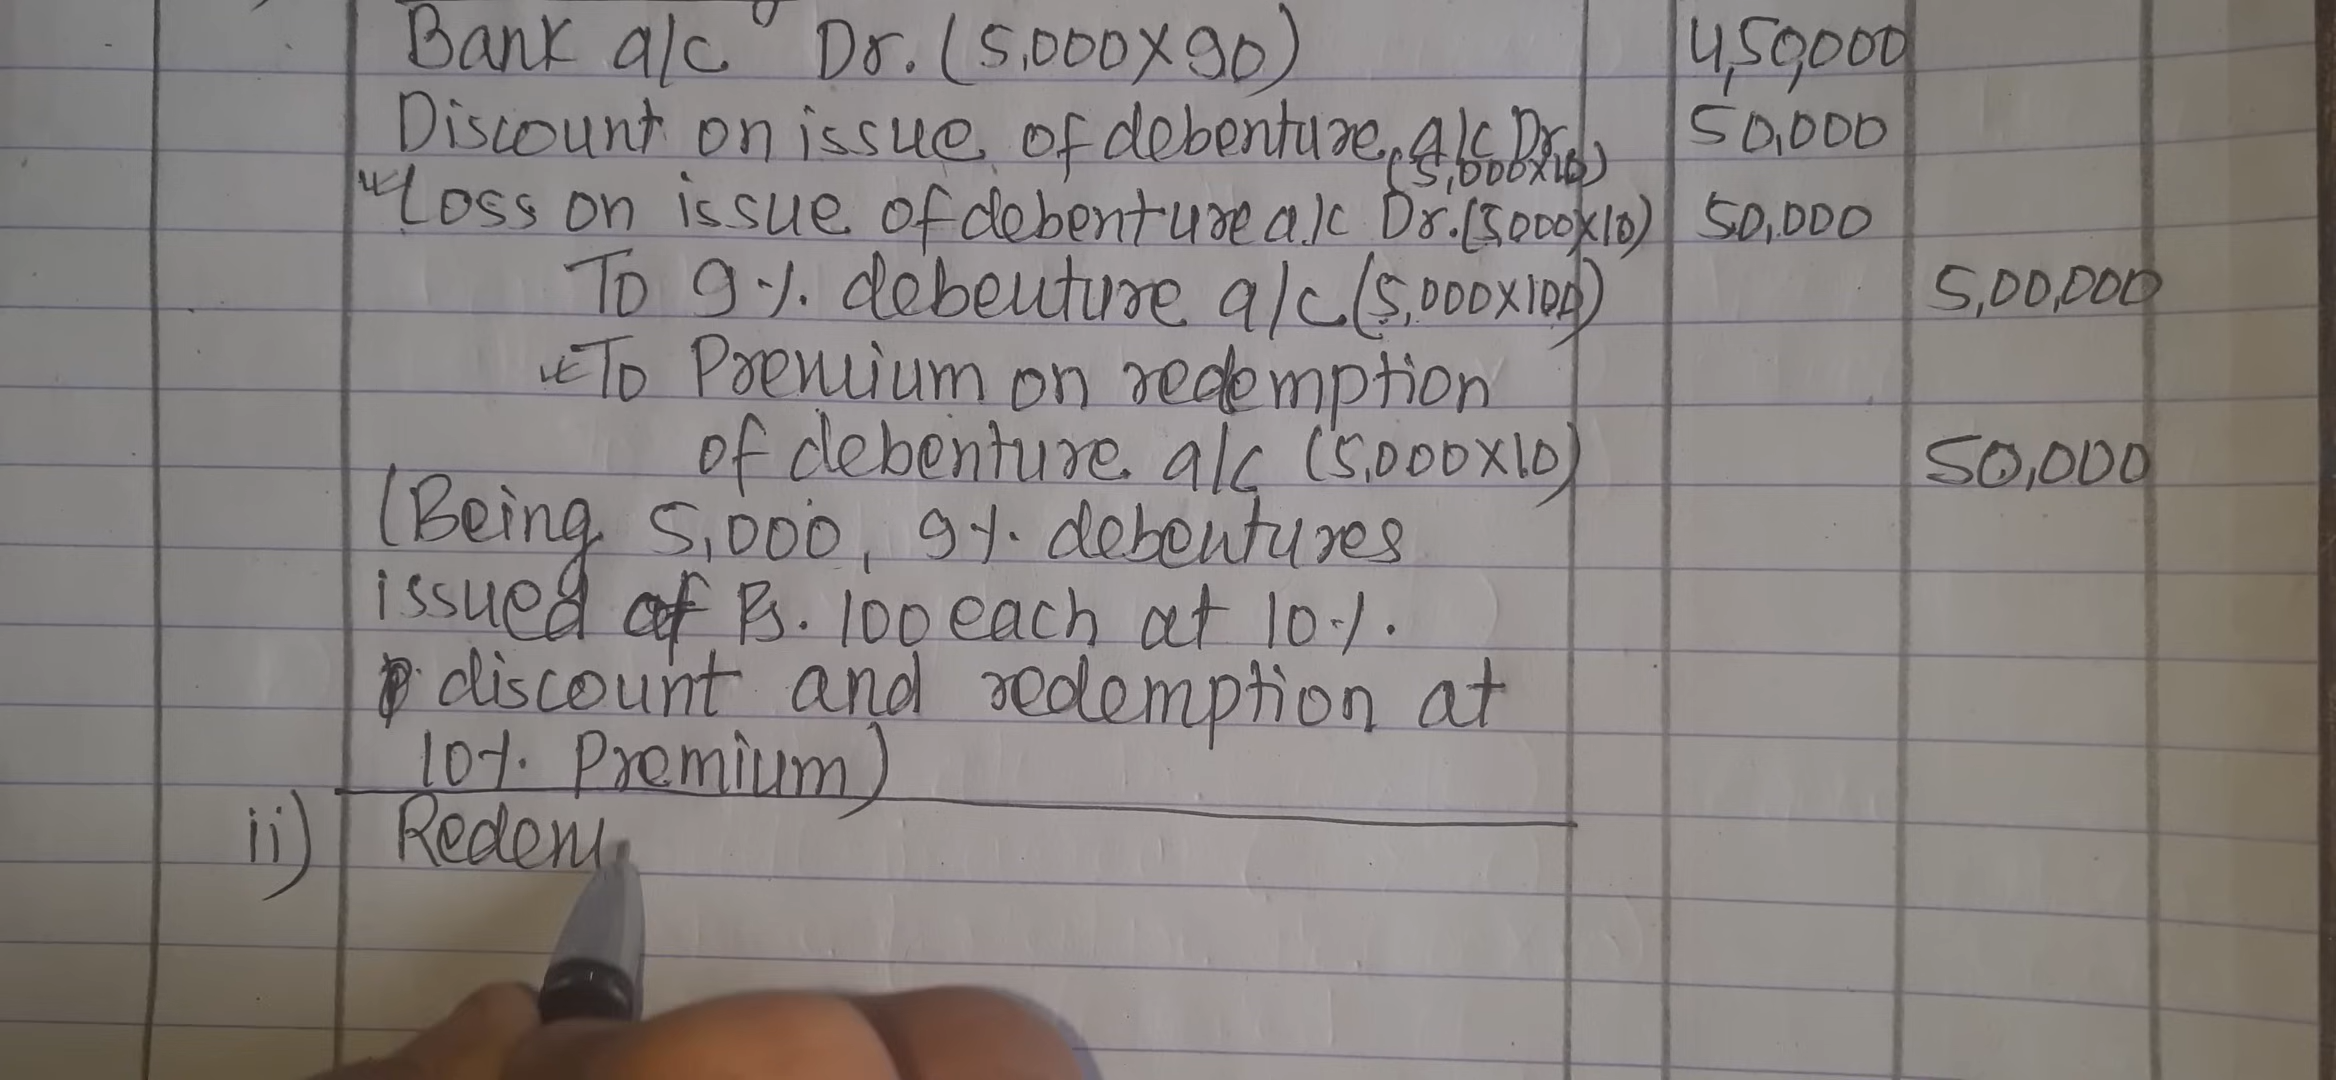 Bank a/c Dr. (5,000×90) 4,50,000
Discount on issue of debenture a/c Dr. 50,000
(5,000×10)
Loss on issue of debenture a/c Dr. (5000×10) 50,000
To 9%. debenture a/c (5,000×100) 5,00,000
To Premium on redemption
of debenture a/c (5,000×10) 50,000
(Being 5,000, 9%. debentures
issued of Rs. 100 each at 10%.
discount and redemption at
10%. Premium)
ii) Redem